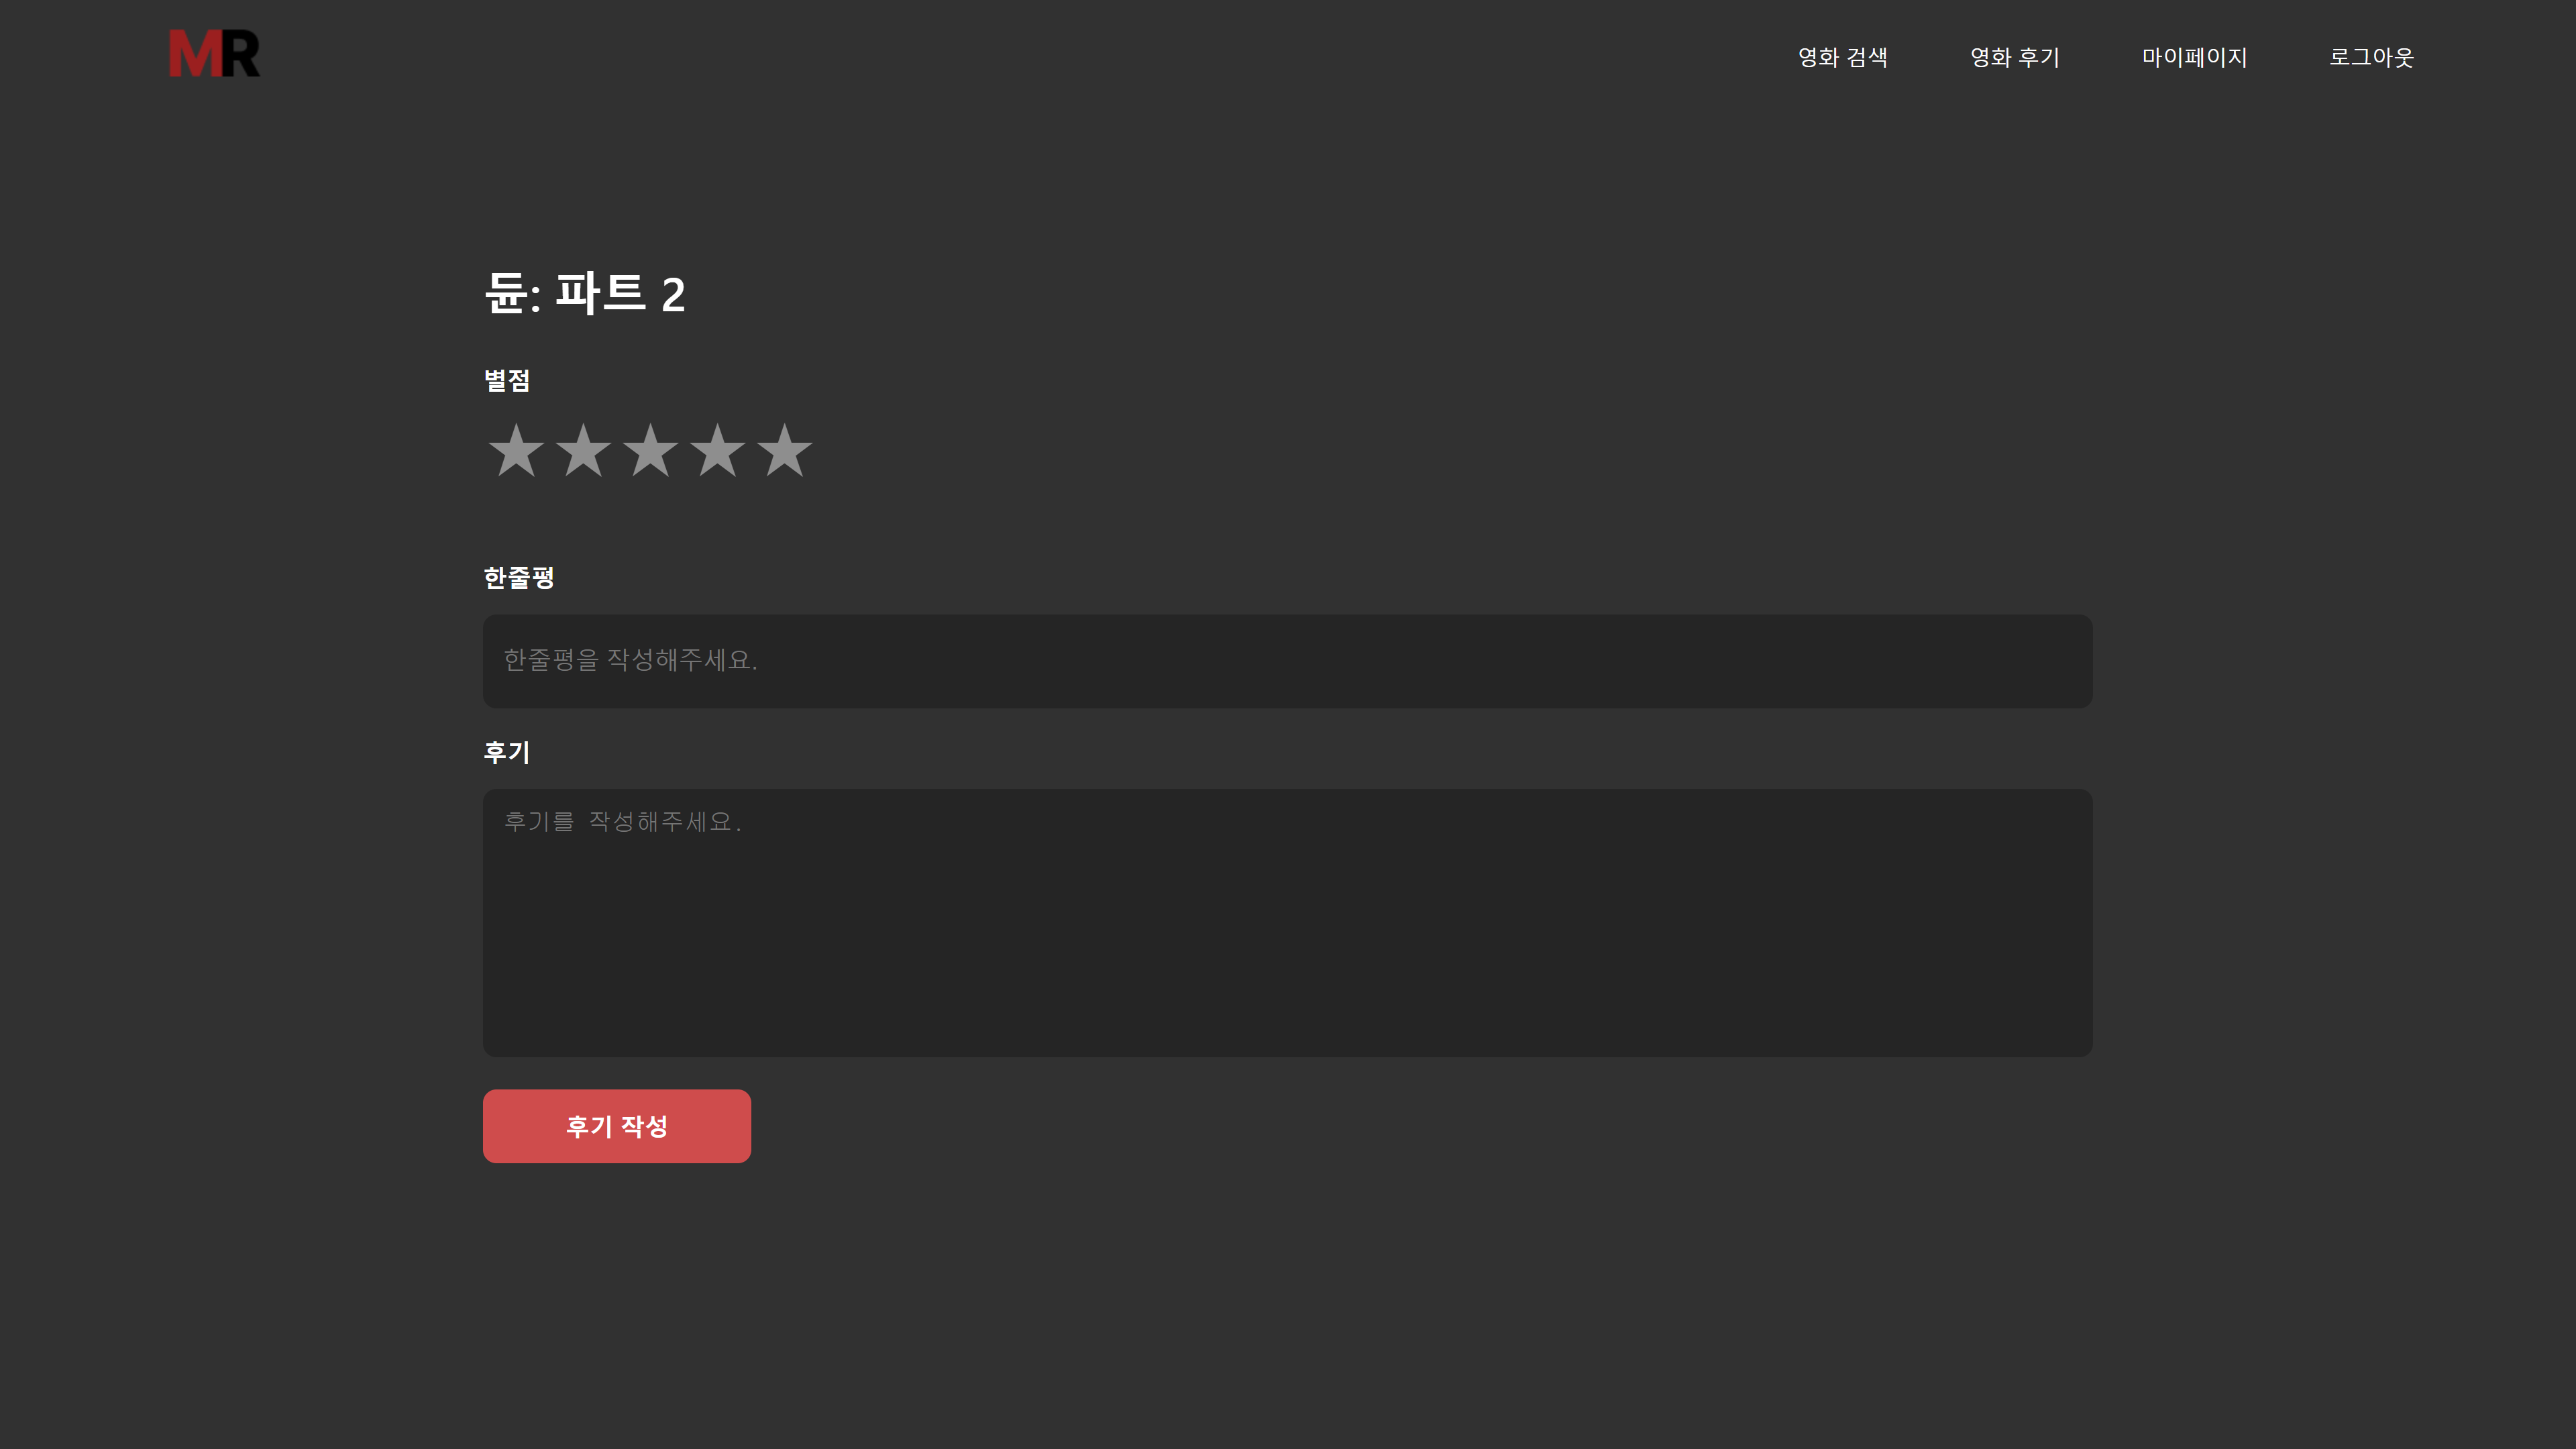 MR
영화 검색
영화 후기
마이페이지
로그아웃
듄: 파트 2
별점
한줄평
한줄평을 작성해주세요.
후기
후기를 작성해주세요.
후기 작성